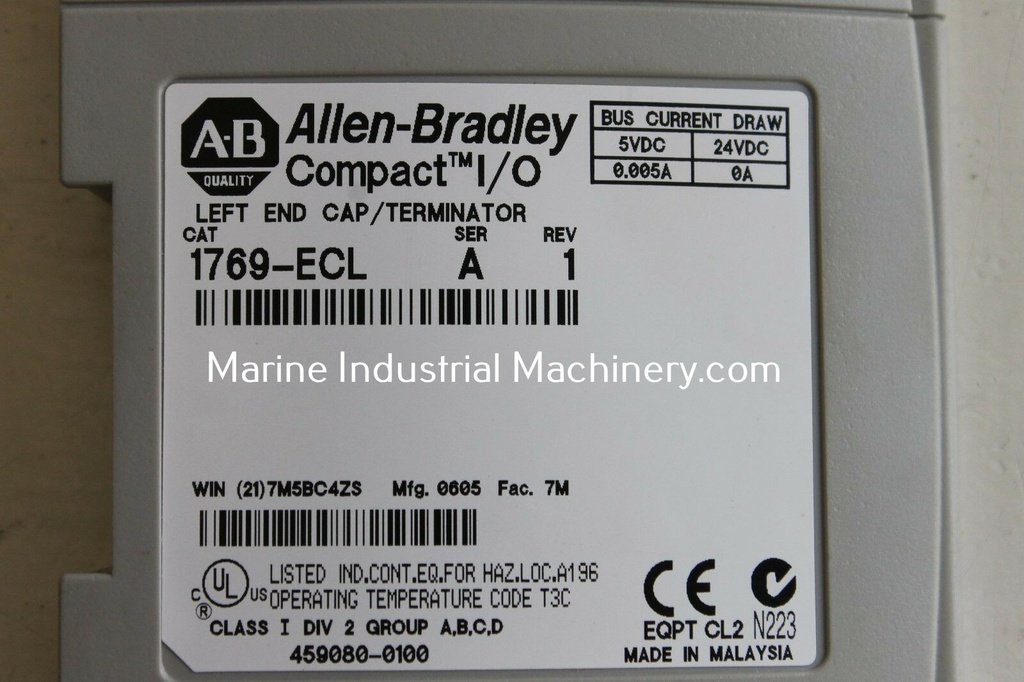 A-B
QUALITY
Allen-Bradley
Compact™ I/O
BUS CURRENT DRAW
5VDC 24VDC
0.005A 0A
LEFT END CAP/TERMINATOR
CAT SER REV
1769-ECL A 1
Marine Industrial Machinery.com
WIN (21)7M5BC4ZS Mfg. 0605 Fac. 7M
c UL ® US
LISTED IND.CONT.EQ.FOR HAZ.LOC.A196
OPERATING TEMPERATURE CODE T3C
CLASS I DIV 2 GROUP A,B,C,D
459080-0100
CE
EQPT CL2 N223
MADE IN MALAYSIA